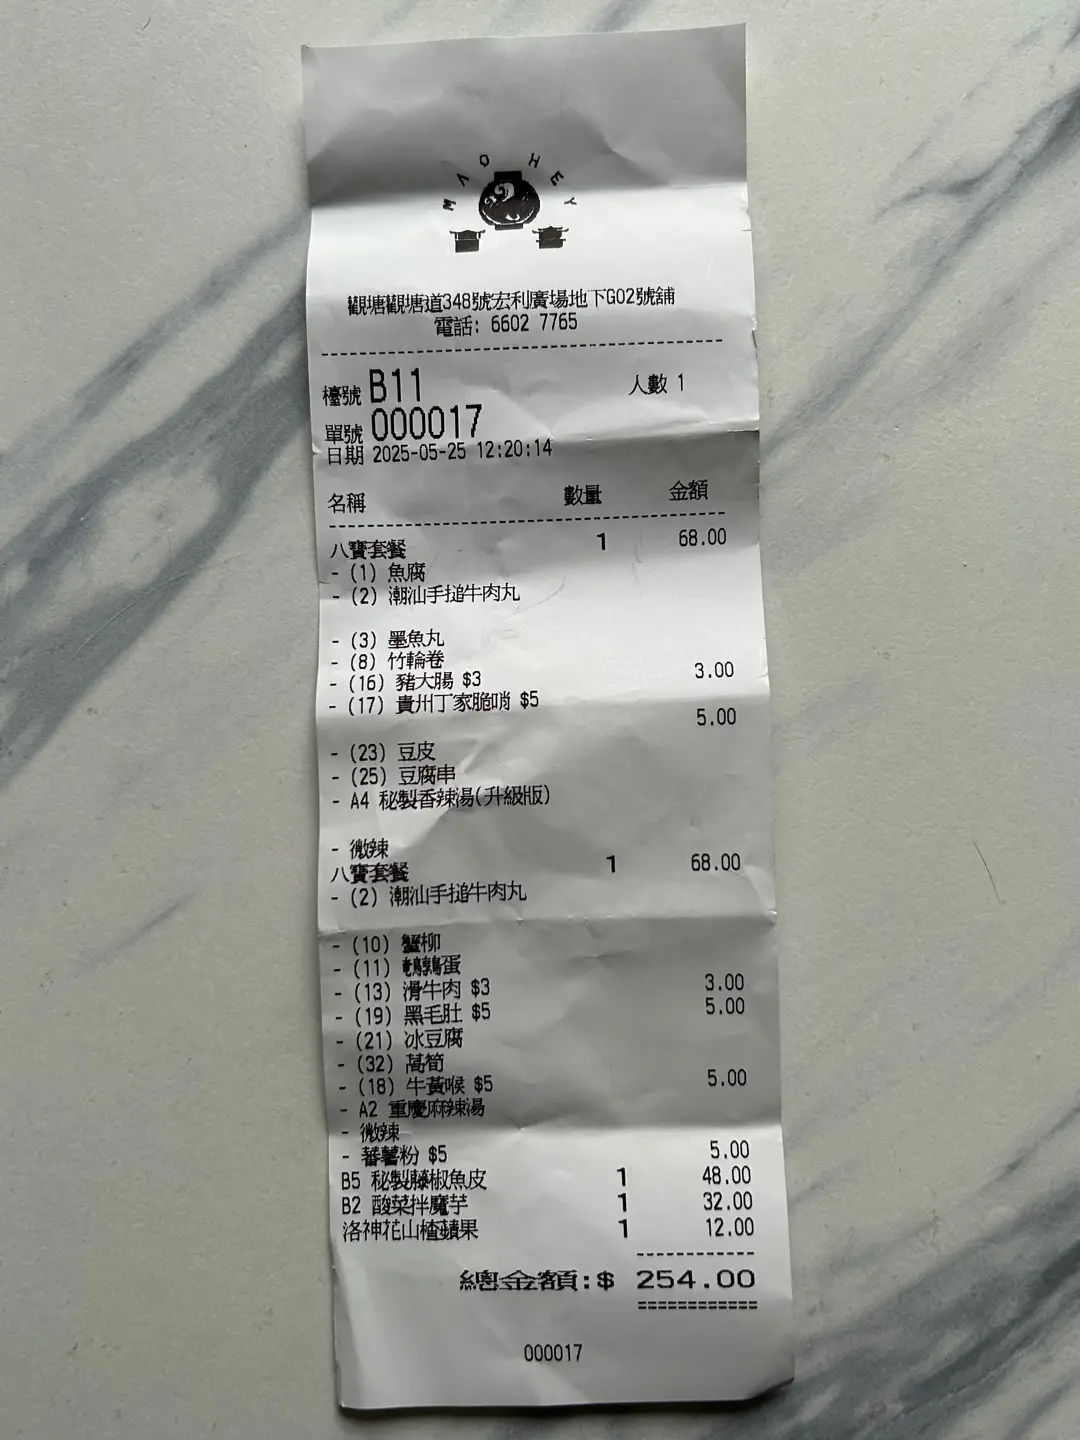 MAO HEY
觀塘觀塘道348號宏利廣場地下G02號舖
電話: 6602 7765
檯號 B11 人數 1
單號 000017
日期 2025-05-25 12:20:14
名稱 數量 金額
八寶套餐 1 68.00
- (1) 魚腐
- (2) 潮汕手搥牛肉丸
- (3) 墨魚丸
- (8) 竹輪卷
- (16) 豬大腸 $3 3.00
- (17) 貴州丁家脆哨 $5 5.00
- (23) 豆皮
- (25) 豆腐串
- A4 秘製香辣湯(升級版)
- 微辣
八寶套餐 1 68.00
- (2) 潮汕手搥牛肉丸
- (10) 蟹柳
- (11) 鵪鶉蛋
- (13) 滑牛肉 $3 3.00
- (19) 黑毛肚 $5 5.00
- (21) 冰豆腐
- (32) 萵筍
- (18) 牛黃喉 $5 5.00
- A2 重慶麻辣湯
- 微辣
- 蕃薯粉 $5 5.00
B5 秘製藤椒魚皮 1 48.00
B2 酸菜拌魔芋 1 32.00
洛神花山楂蘋果 1 12.00
總金額:$ 254.00
000017